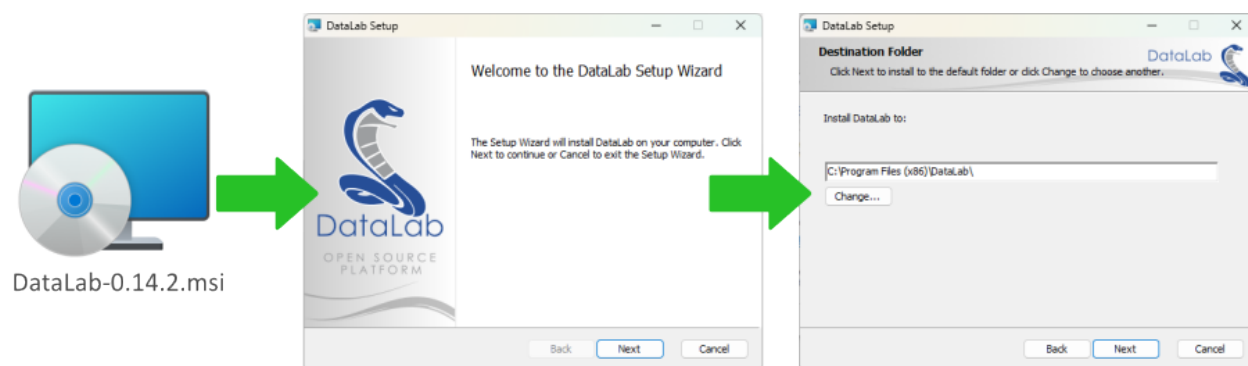 DataLab-0.14.2.msi
DataLab Setup
Welcome to the DataLab Setup Wizard
The Setup Wizard will install DataLab on your computer. Click
Next to continue or Cancel to exit the Setup Wizard.
DataLab
OPEN SOURCE
PLATFORM
Back Next Cancel
DataLab Setup
Destination Folder
Click Next to install to the default folder or click Change to choose another.
DataLab
Install DataLab to:
C:\Program Files (x86)\DataLab\
Change...
Back Next Cancel